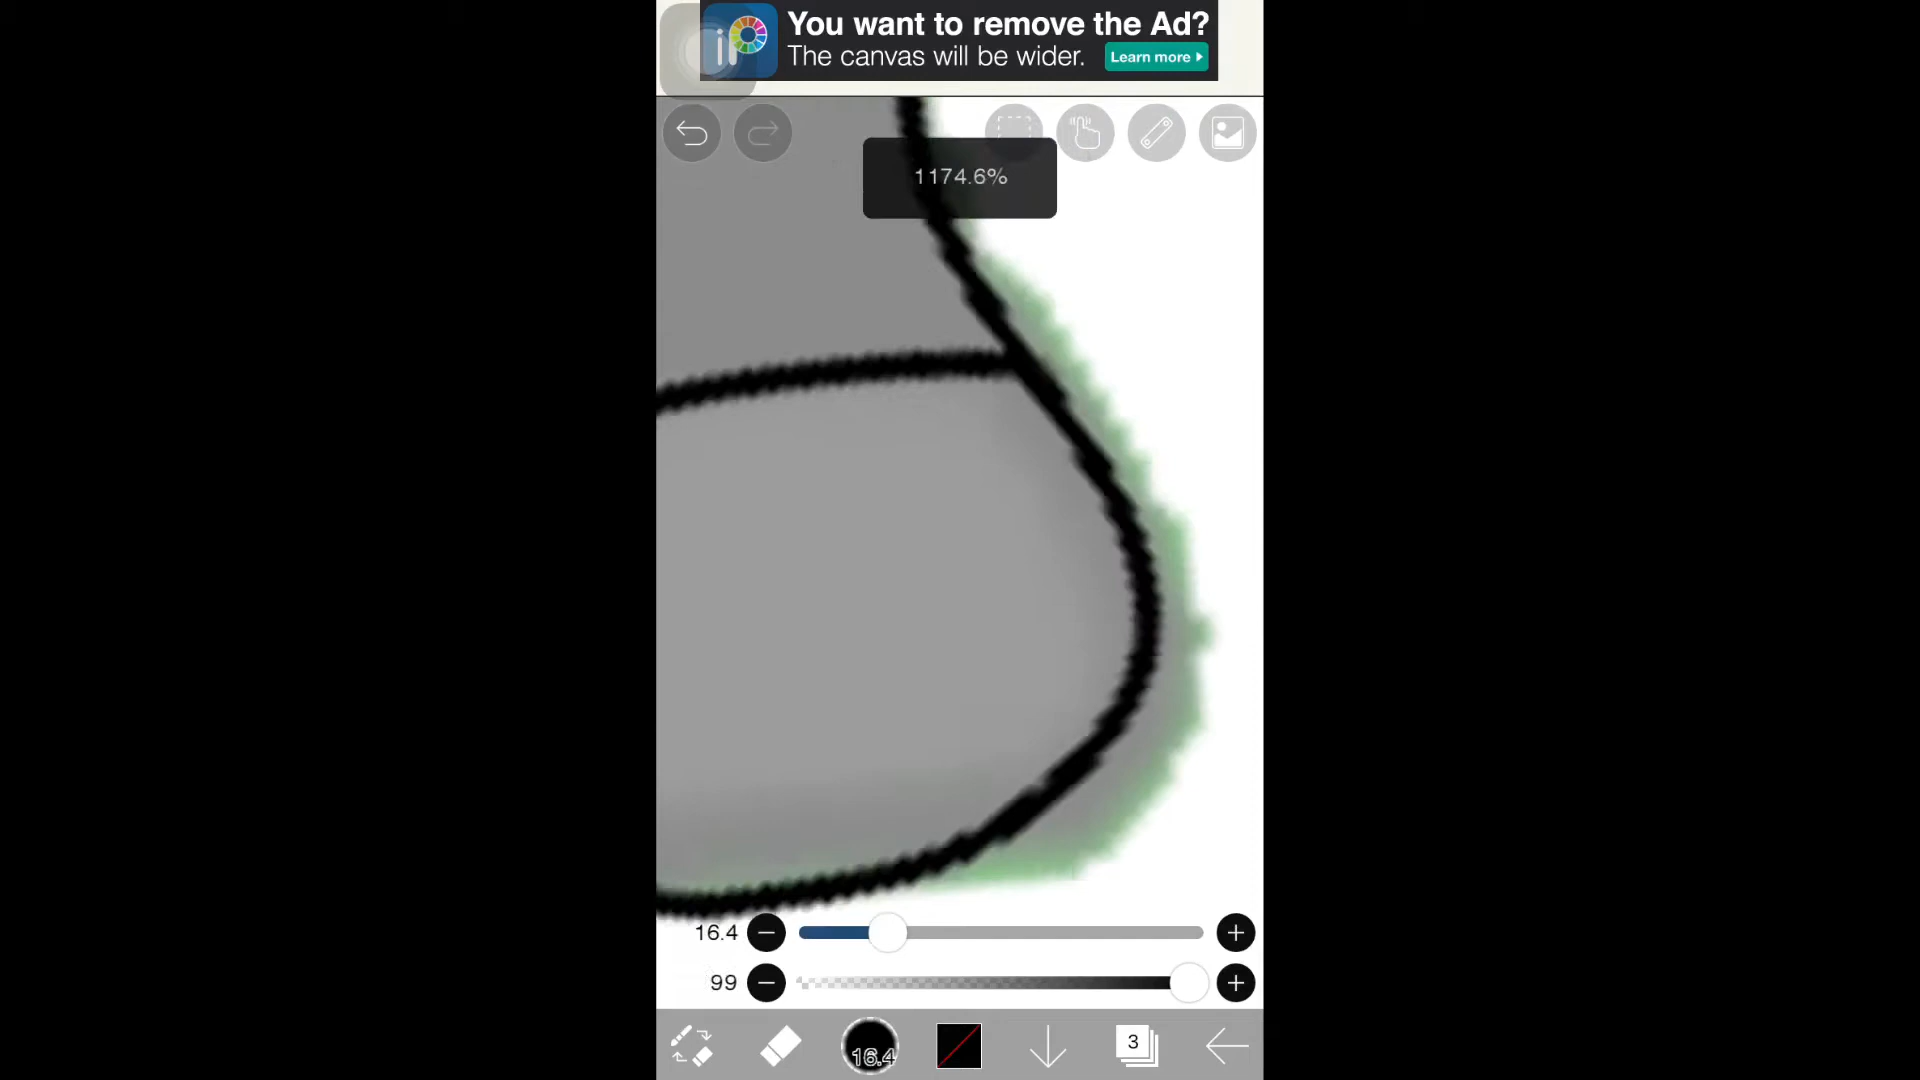 You want to remove the Ad?
The canvas will be wider.
Learn more
1174.6%
16.4
99
16.4
3